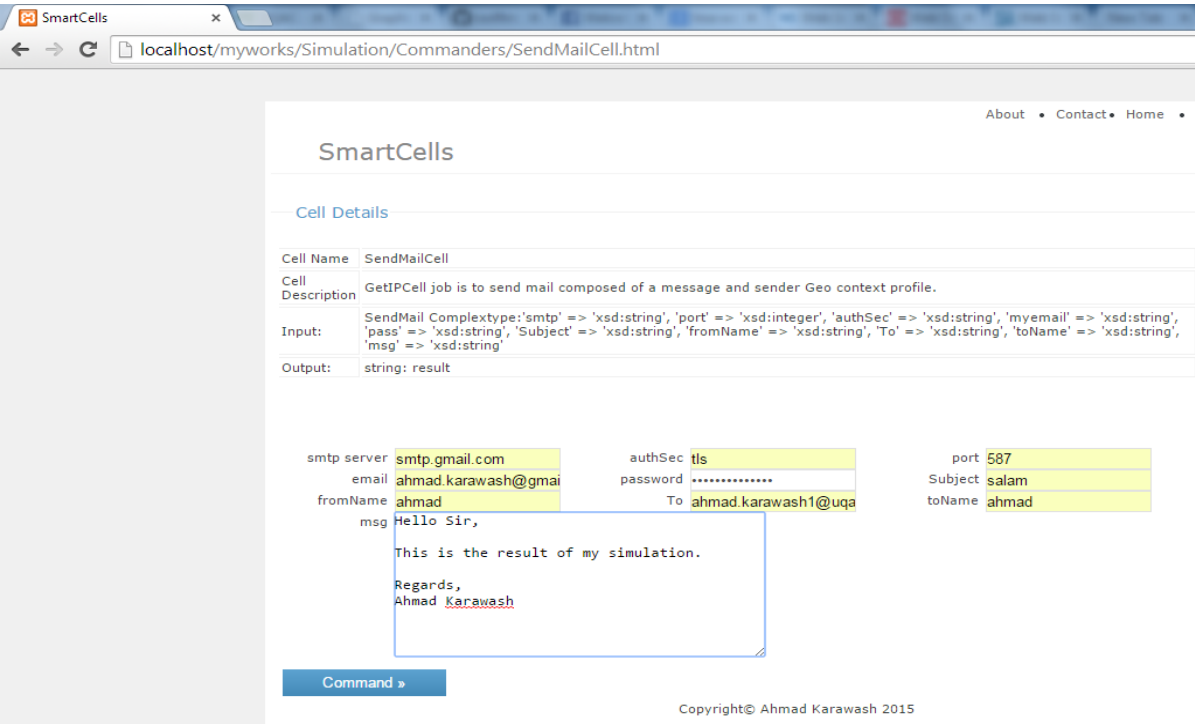 SmartCells
localhost/myworks/Simulation/Commanders/SendMailCell.html
About • Contact • Home •
SmartCells
Cell Details
Cell Name SendMailCell
Cell Description GetIPCell job is to send mail composed of a message and sender Geo context profile.
Input: SendMail Complextype:'smtp' => 'xsd:string', 'port' => 'xsd:integer', 'authSec' => 'xsd:string', 'myemail' => 'xsd:string',
'pass' => 'xsd:string', 'Subject' => 'xsd:string', 'fromName' => 'xsd:string', 'To' => 'xsd:string', 'toName' => 'xsd:string',
'msg' => 'xsd:string'
Output: string: result
smtp server smtp.gmail.com authSec tls port 587
email ahmad.karawash@gmai password •••••••••••••• Subject salam
fromName ahmad To ahmad.karawash1@uqa toName ahmad
msg Hello Sir,
This is the result of my simulation.
Regards,
Ahmad Karawash
Command »
Copyright© Ahmad Karawash 2015